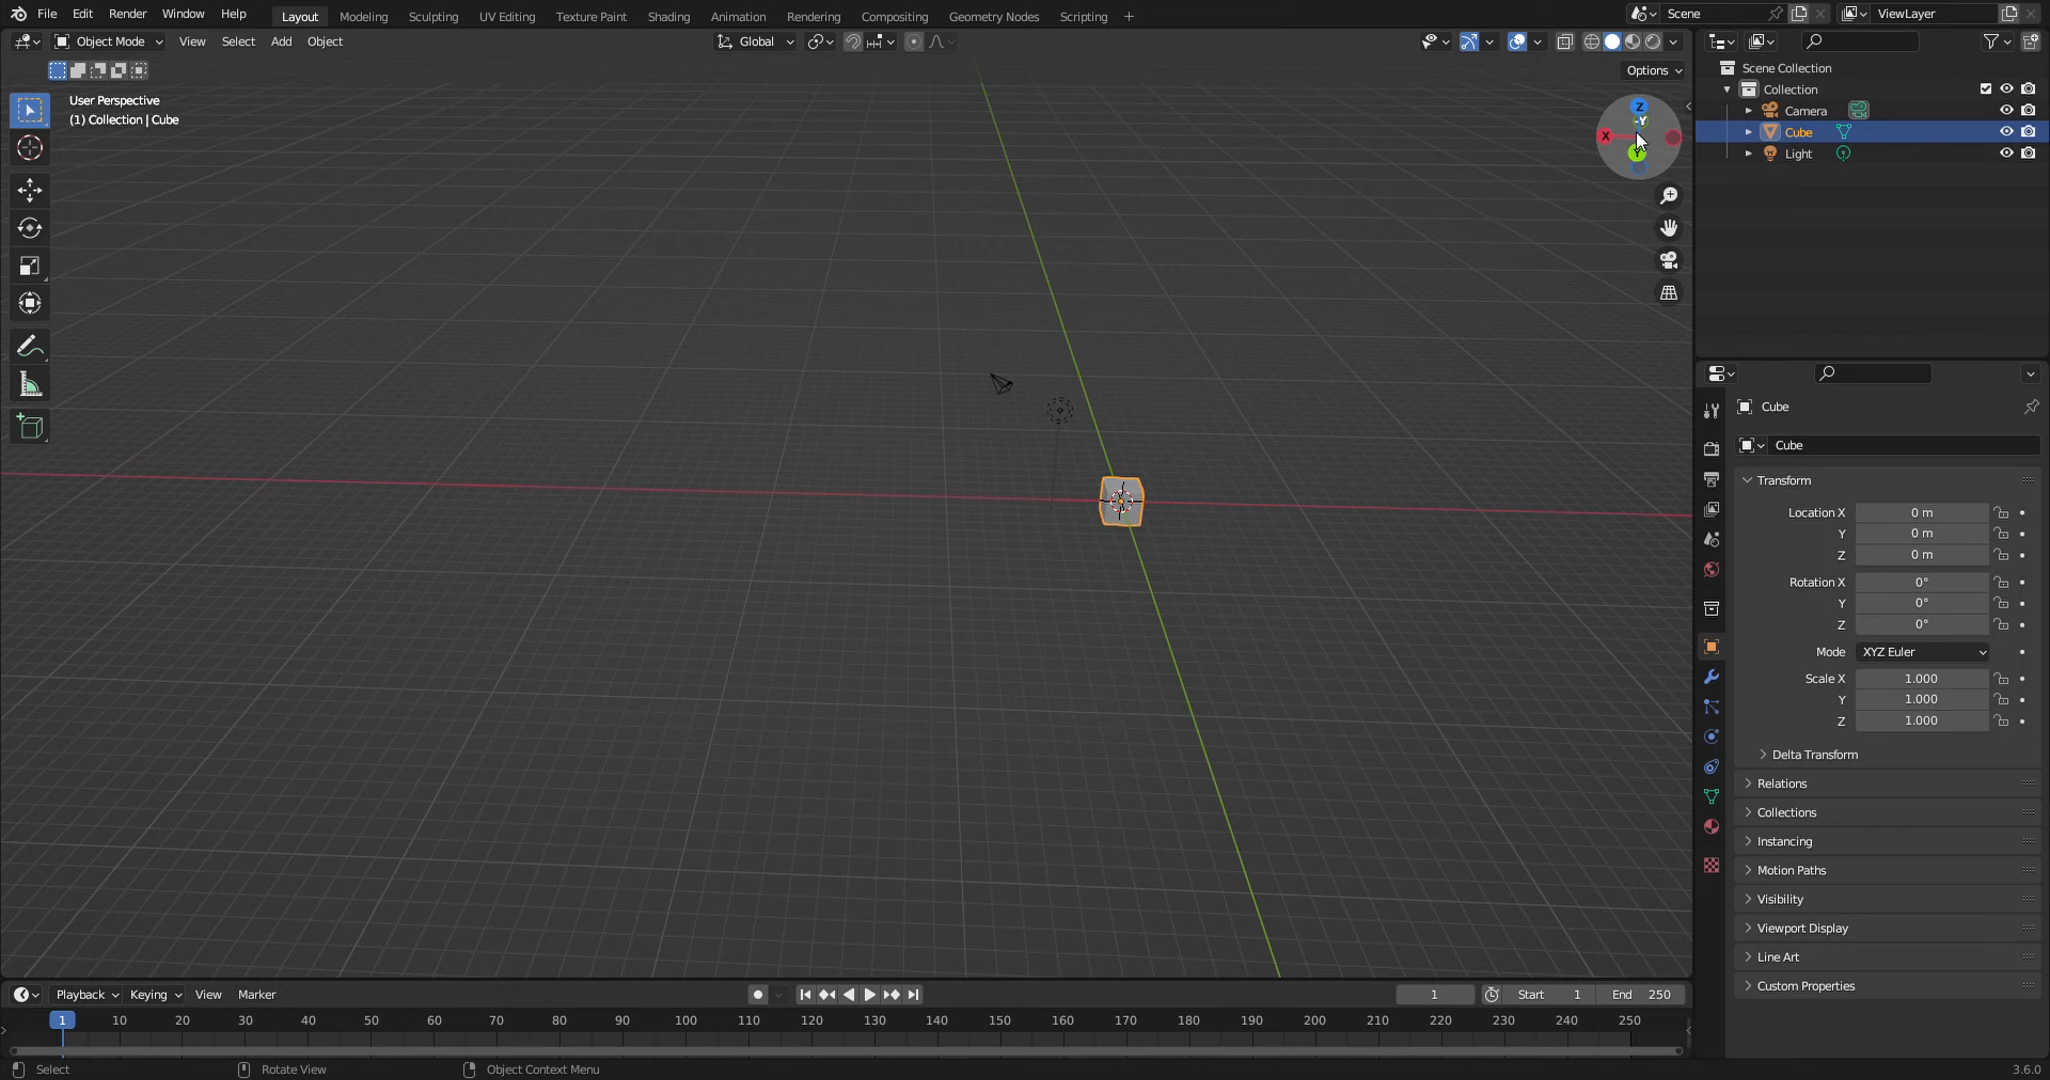 File Edit Render Window Help Layout Modeling Sculpting UV Editing Texture Paint Shading Animation Rendering Compositing Geometry Nodes Scripting + Scene ViewLayer
Object Mode View Select Add Object Global
Options
User Perspective
(1) Collection | Cube
Z
-Y
X
Y
Scene Collection
Collection
Camera
Cube
Light
Cube
Cube
Transform
Location X 0 m
Y 0 m
Z 0 m
Rotation X 0°
Y 0°
Z 0°
Mode XYZ Euler
Scale X 1.000
Y 1.000
Z 1.000
Delta Transform
Relations
Collections
Instancing
Motion Paths
Visibility
Viewport Display
Line Art
Custom Properties
Playback Keying View Marker 1 Start 1 End 250
1 10 20 30 40 50 60 70 80 90 100 110 120 130 140 150 160 170 180 190 200 210 220 230 240 250
Select Rotate View Object Context Menu 3.6.0